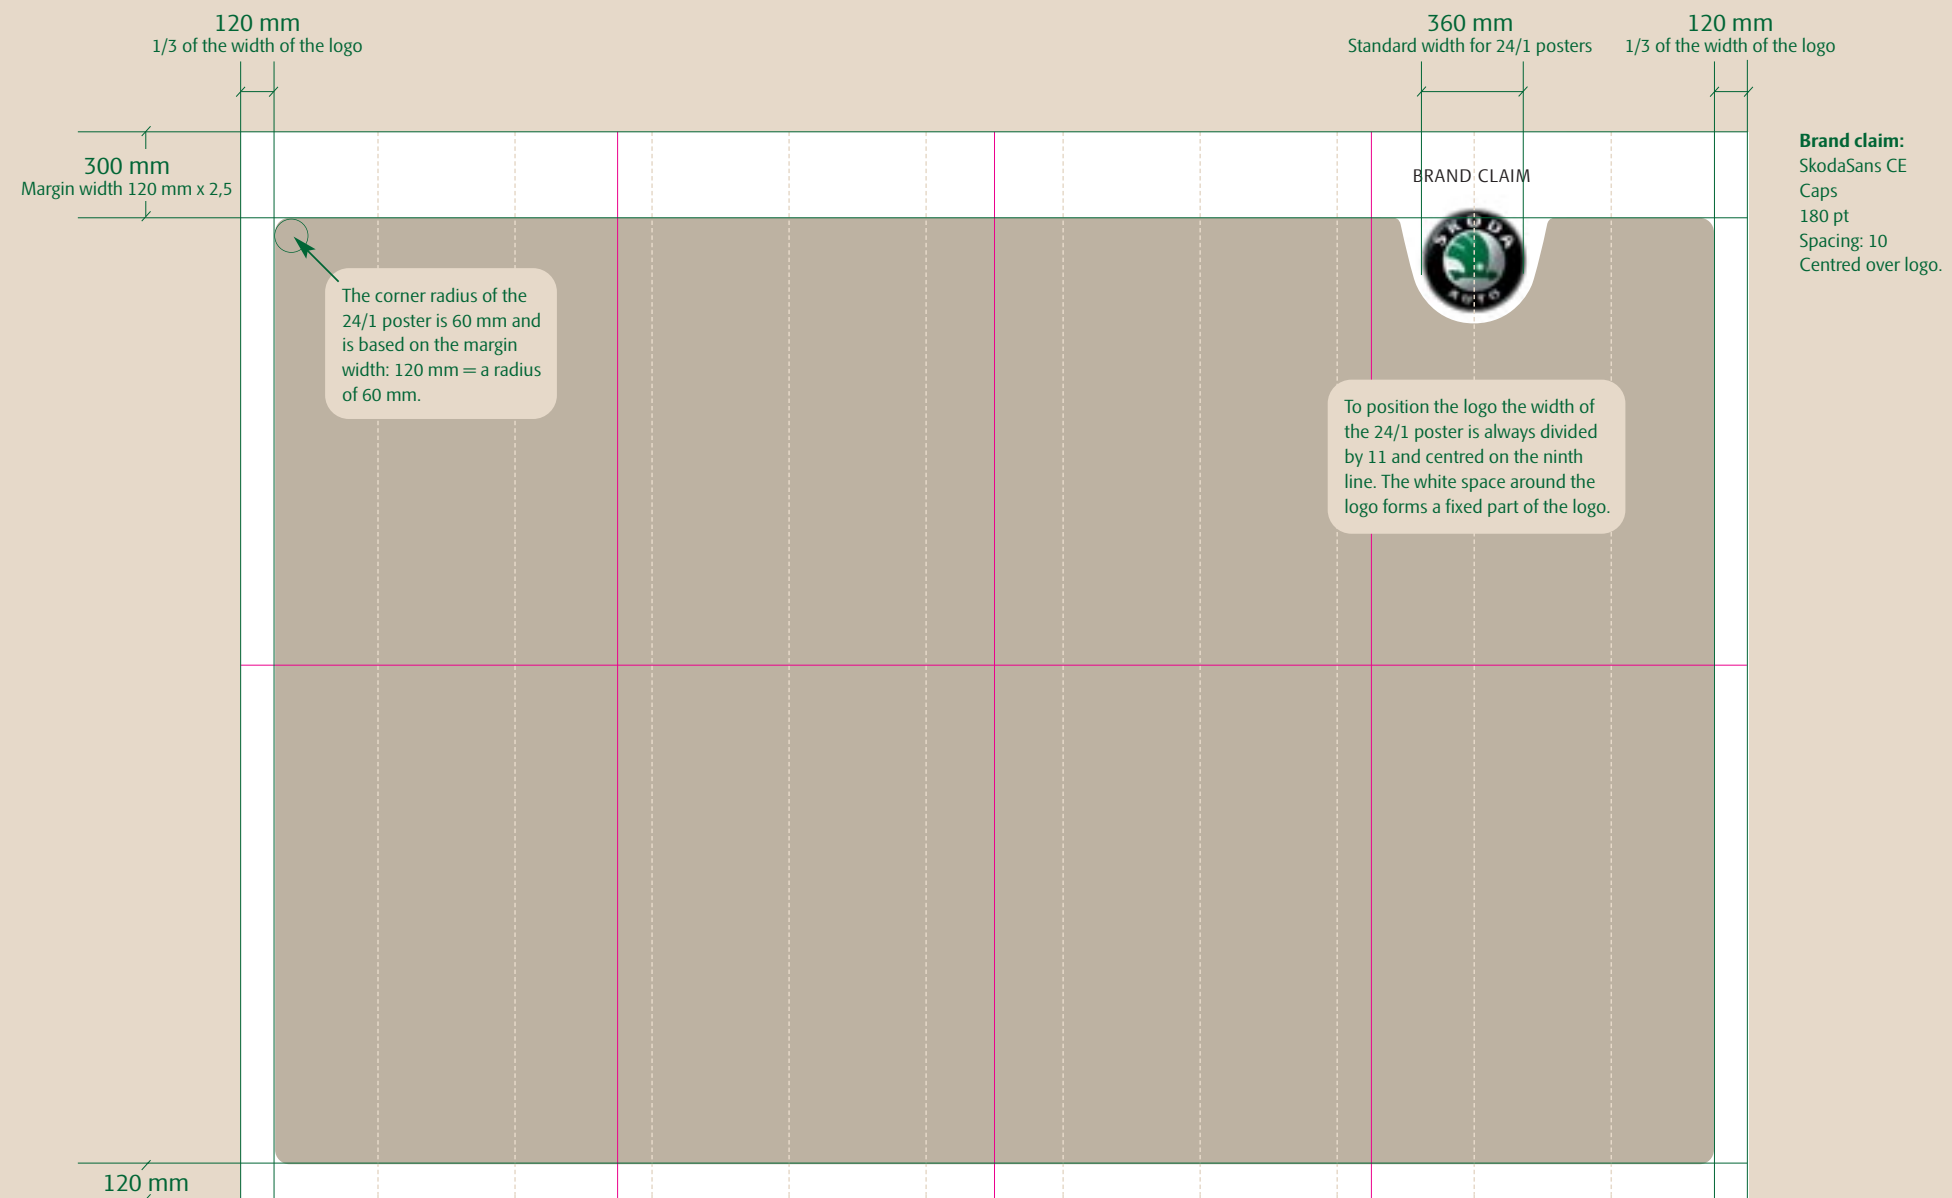 120 mm
1/3 of the width of the logo
360 mm
Standard width for 24/1 posters
120 mm
1/3 of the width of the logo
300 mm
Margin width 120 mm x 2,5
BRAND CLAIM
SKODA
AUTO
Brand claim:
SkodaSans CE
Caps
180 pt
Spacing: 10
Centred over logo.
The corner radius of the
24/1 poster is 60 mm and
is based on the margin
width: 120 mm = a radius
of 60 mm.
To position the logo the width of
the 24/1 poster is always divided
by 11 and centred on the ninth
line. The white space around the
logo forms a fixed part of the logo.
120 mm